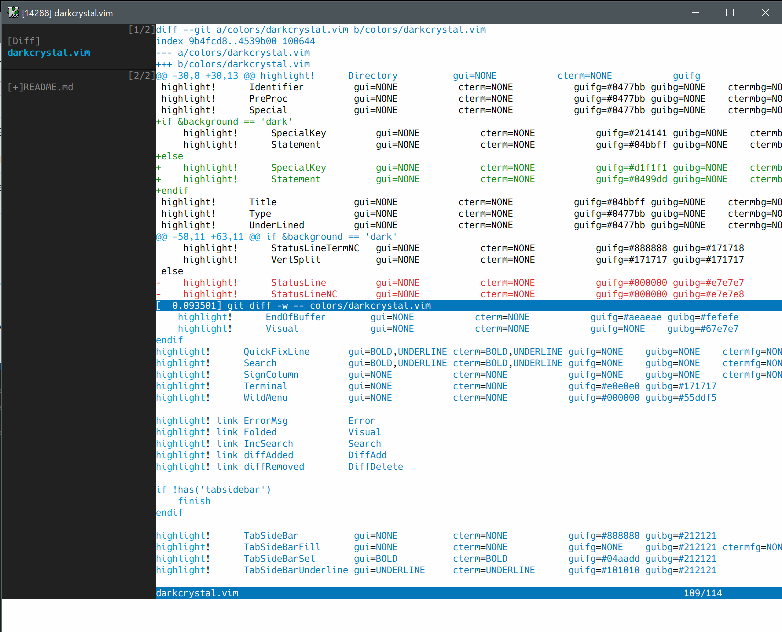 [14288] darkcrystal.vim
[1/2]
[Diff]
darkcrystal.vim
[2/2]
[+]README.md
diff --git a/colors/darkcrystal.vim b/colors/darkcrystal.vim
index 9b4fcd8..4539b00 100644
--- a/colors/darkcrystal.vim
+++ b/colors/darkcrystal.vim
@@ -30,8 +30,13 @@ highlight! Directory gui=NONE cterm=NONE guifg
highlight! Identifier gui=NONE cterm=NONE guifg=#0477bb guibg=NONE ctermbg=NO
highlight! PreProc gui=NONE cterm=NONE guifg=#0477bb guibg=NONE ctermbg=NO
highlight! Special gui=NONE cterm=NONE guifg=#0477bb guibg=NONE ctermbg=NO
+if &background == 'dark'
highlight! SpecialKey gui=NONE cterm=NONE guifg=#214141 guibg=NONE ctermb
highlight! Statement gui=NONE cterm=NONE guifg=#04bbff guibg=NONE ctermb
+else
+ highlight! SpecialKey gui=NONE cterm=NONE guifg=#d1f1f1 guibg=NONE ctermb
+ highlight! Statement gui=NONE cterm=NONE guifg=#0499dd guibg=NONE ctermb
+endif
highlight! Title gui=NONE cterm=NONE guifg=#04bbff guibg=NONE ctermbg=NO
highlight! Type gui=NONE cterm=NONE guifg=#0477bb guibg=NONE ctermbg=NO
highlight! UnderLined gui=NONE cterm=NONE guifg=#0477bb guibg=NONE ctermbg=NO
@@ -58,11 +63,11 @@ if &background == 'dark'
highlight! StatusLineTermNC gui=NONE cterm=NONE guifg=#888888 guibg=#171718
highlight! VertSplit gui=NONE cterm=NONE guifg=#171717 guibg=#171717
else
- highlight! StatusLine gui=NONE cterm=NONE guifg=#000000 guibg=#e7e7e7
- highlight! StatusLineNC gui=NONE cterm=NONE guifg=#000000 guibg=#e7e7e8
[ 0.093501] git diff -w -- colors/darkcrystal.vim
highlight! EndOfBuffer gui=NONE cterm=NONE guifg=#aeaeae guibg=#fefefe
highlight! Visual gui=NONE cterm=NONE guifg=NONE guibg=#67e7e7
endif
highlight! QuickFixLine gui=BOLD,UNDERLINE cterm=BOLD,UNDERLINE guifg=NONE guibg=NONE ctermfg=NON
highlight! Search gui=BOLD,UNDERLINE cterm=BOLD,UNDERLINE guifg=NONE guibg=NONE ctermfg=NON
highlight! SignColumn gui=NONE cterm=NONE guifg=NONE guibg=NONE ctermfg=NON
highlight! Terminal gui=NONE cterm=NONE guifg=#e0e0e0 guibg=#171717
highlight! WildMenu gui=NONE cterm=NONE guifg=#000000 guibg=#55ddf5
highlight! link ErrorMsg Error
highlight! link Folded Visual
highlight! link IncSearch Search
highlight! link diffAdded DiffAdd
highlight! link diffRemoved DiffDelete
if !has('tabsidebar')
finish
endif
highlight! TabSideBar gui=NONE cterm=NONE guifg=#888888 guibg=#212121
highlight! TabSideBarFill gui=NONE cterm=NONE guifg=NONE guibg=#212121 ctermfg=NON
highlight! TabSideBarSel gui=BOLD cterm=BOLD guifg=#04aadd guibg=#212121
highlight! TabSideBarUnderline gui=UNDERLINE cterm=UNDERLINE guifg=#101010 guibg=#212121
darkcrystal.vim 109/114